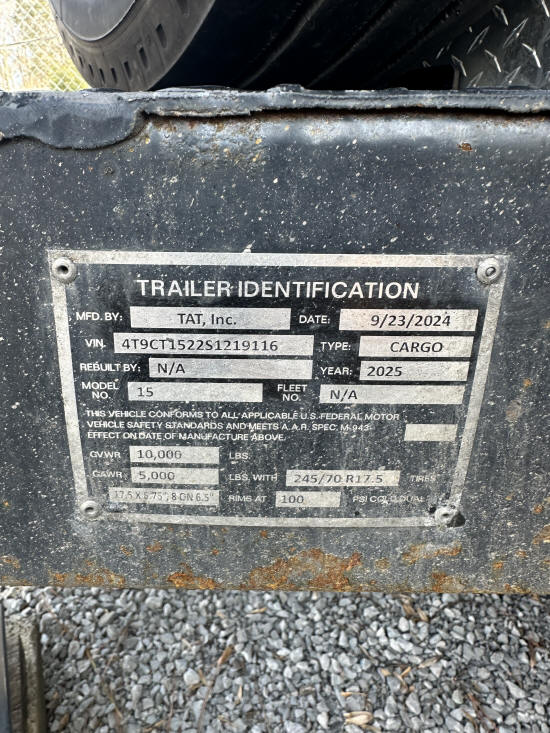 TRAILER IDENTIFICATION
MFD. BY: TAT, Inc. DATE: 9/23/2024
VIN. 4T9CT1522S1219116 TYPE: CARGO
REBUILT BY: N/A YEAR: 2025
MODEL NO. 15 FLEET NO. N/A
THIS VEHICLE CONFORMS TO ALL APPLICABLE U.S. FEDERAL MOTOR
VEHICLE SAFETY STANDARDS AND MEETS A.A.R. SPEC. M-943
EFFECT ON DATE OF MANUFACTURE ABOVE.
GVWR 10,000 LBS.
GAWR 5,000 LBS. WITH 245/70 R17.5 TIRES
17.5 X 6.75", 8 ON 6.5" RIMS AT 100 PSI COLD DUAL